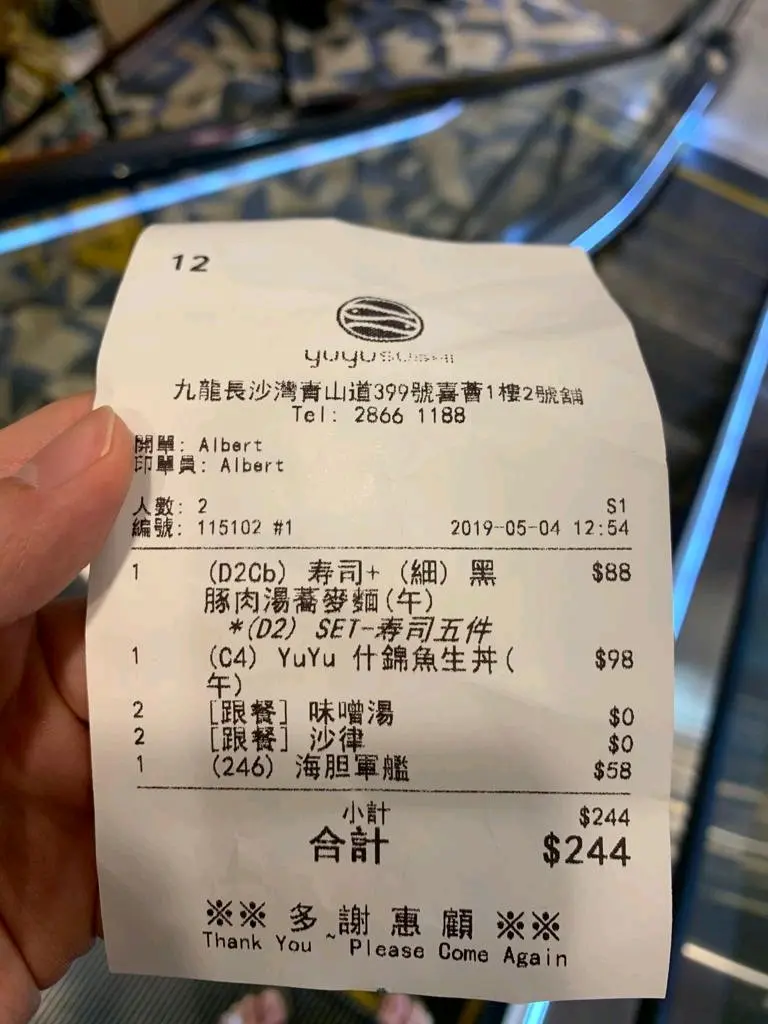 12
yuyusushi
九龍長沙灣青山道399號喜薈1樓2號舖
Tel: 2866 1188
開單: Albert
印單員: Albert
人數: 2 S1
編號: 115102 #1 2019-05-04 12:54
1 (D2Cb) 寿司+ (細) 黑 $88
豚肉湯蕎麥麵(午)
*(D2) SET-寿司五件
1 (C4) YuYu 什錦魚生丼( $98
午)
2 [跟餐] 味噌湯 $0
2 [跟餐] 沙律 $0
1 (246) 海胆軍艦 $58
小計 $244
合計 $244
※※ 多 謝 惠 顧 ※※
Thank You ~ Please Come Again